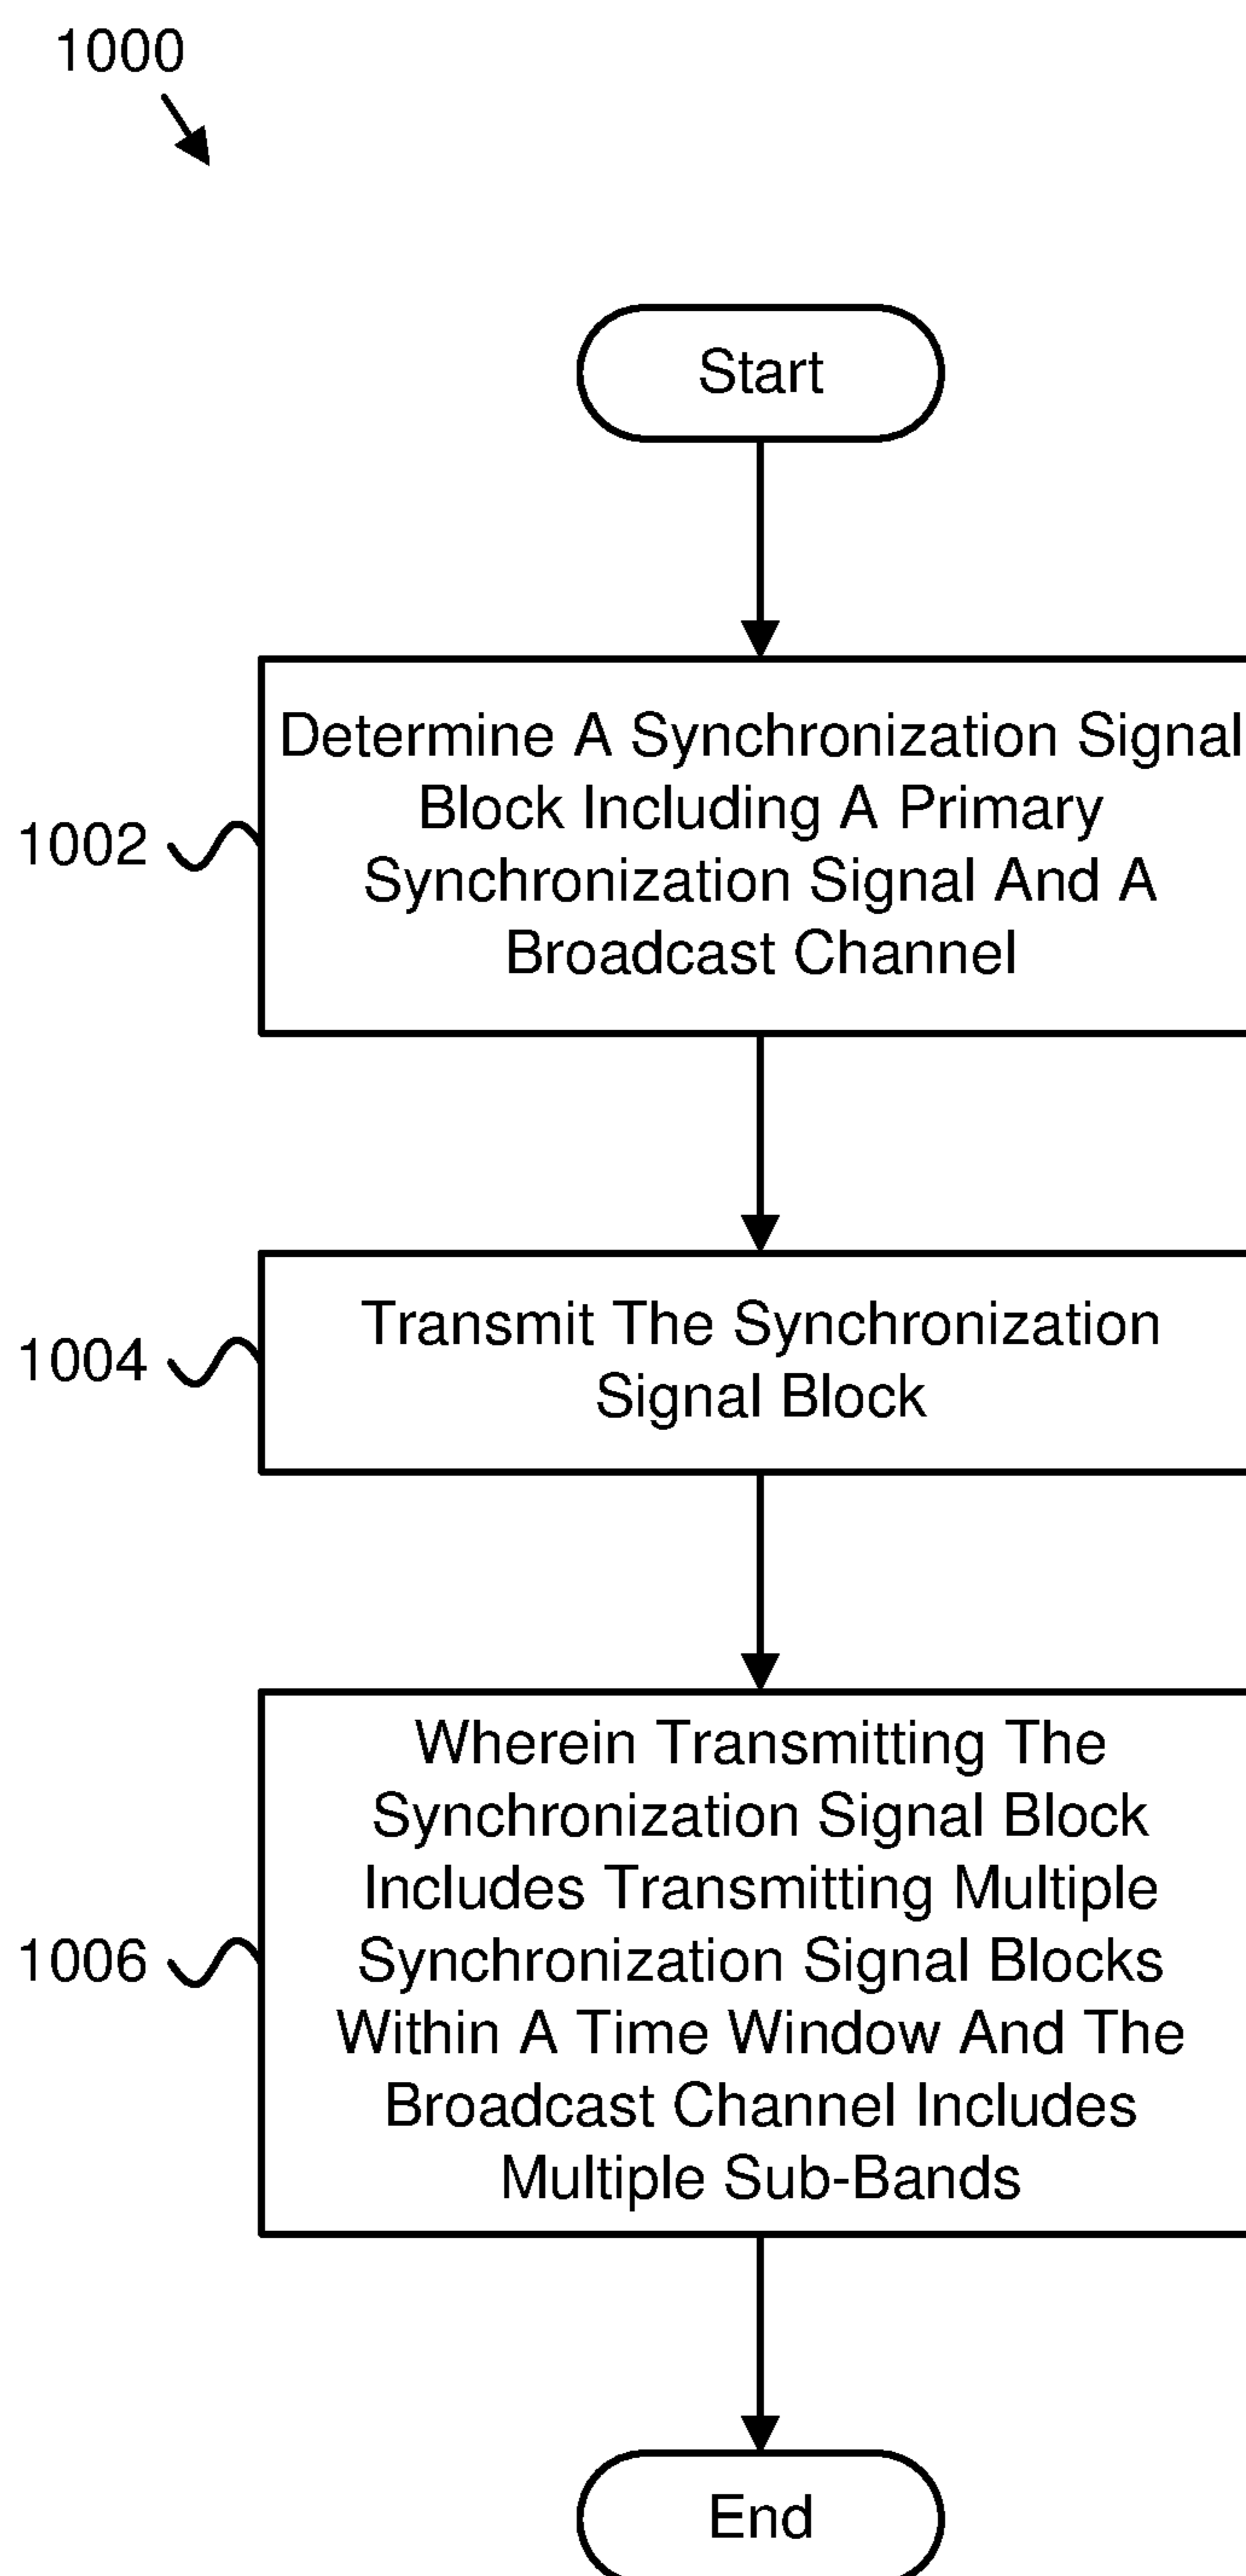 1000
Start
1002
Determine A Synchronization Signal
Block Including A Primary
Synchronization Signal And A
Broadcast Channel
1004
Transmit The Synchronization
Signal Block
1006
Wherein Transmitting The
Synchronization Signal Block
Includes Transmitting Multiple
Synchronization Signal Blocks
Within A Time Window And The
Broadcast Channel Includes
Multiple Sub-Bands
End